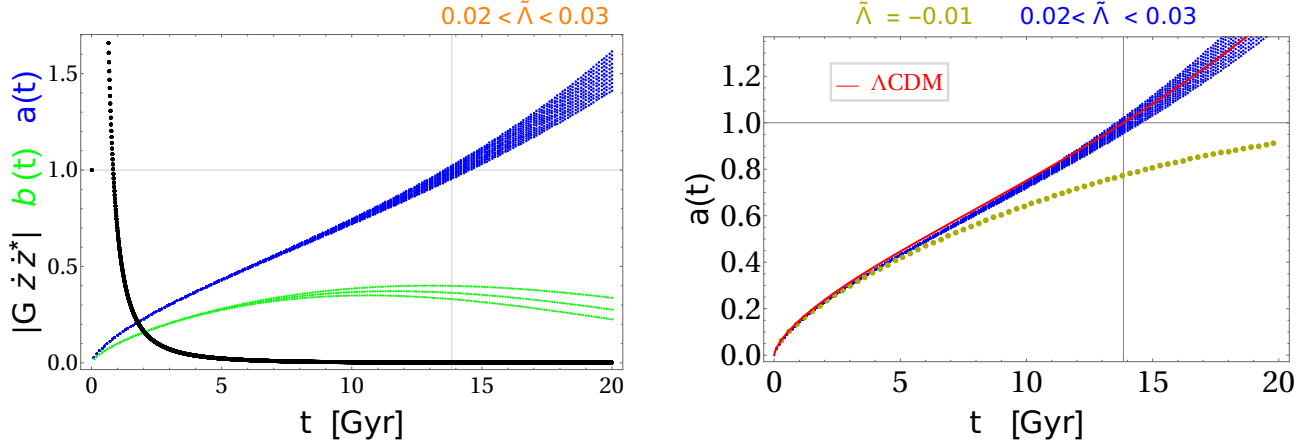 0.02 < Λ̃ < 0.03
|G ż ż*| b(t) a(t)
1.5
1.0
0.5
0.0
0 5 10 15 20
t [Gyr]
Λ̃ = −0.01 0.02< Λ̃ < 0.03
a(t)
1.2
1.0
0.8
0.6
0.4
0.2
0.0
ΛCDM
0 5 10 15 20
t [Gyr]